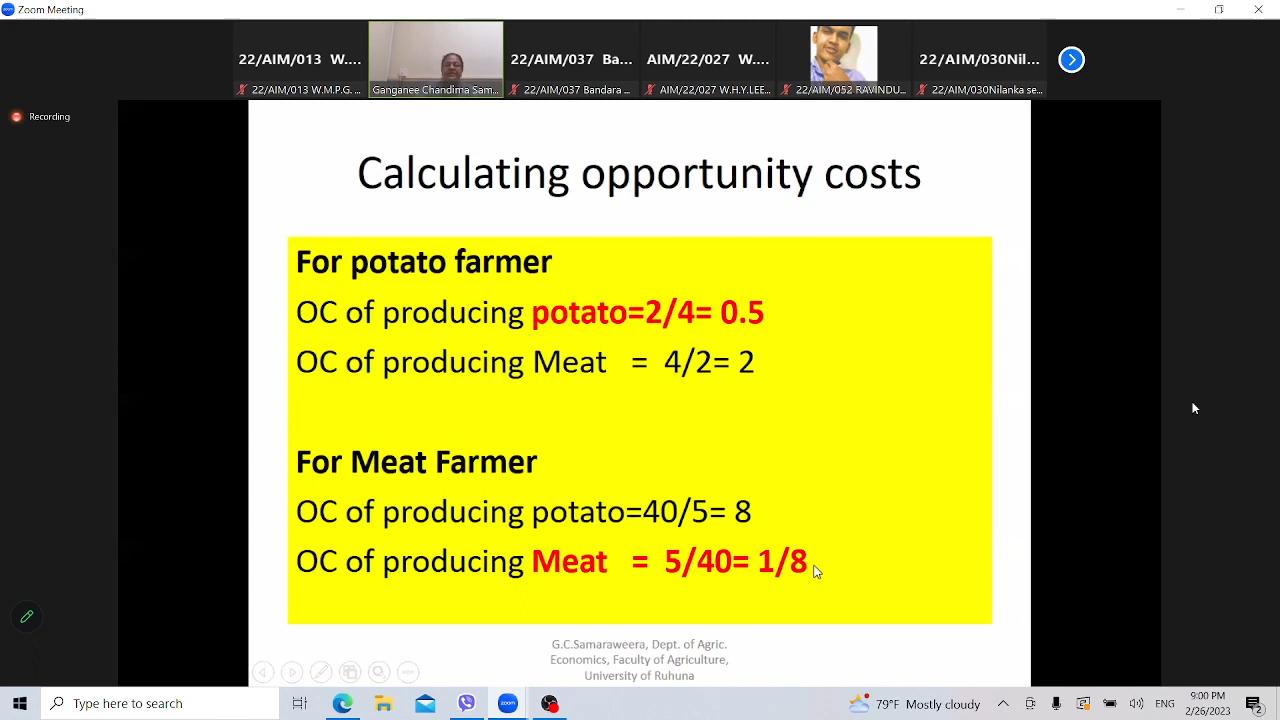 Zoom Meeting
22/AIM/013 W....
22/AIM/037 Ba...
AIM/22/027 W....
22/AIM/030Nil...
22/AIM/013 W.M.P.G. ...
Ganganee Chandima Sam...
22/AIM/037 Bandara ...
AIM/22/027 W.H.Y.LEE...
22/AIM/052 RAVINDU...
22/AIM/030Nilanka se...
Recording
Calculating opportunity costs
For potato farmer
OC of producing potato=2/4= 0.5
OC of producing Meat = 4/2= 2
For Meat Farmer
OC of producing potato=40/5= 8
OC of producing Meat = 5/40= 1/8
G.C.Samaraweera, Dept. of Agric.
Economics, Faculty of Agriculture,
University of Ruhuna
Type here to search
79°F Mostly cloudy
9:00 PM
2/26/2023
2